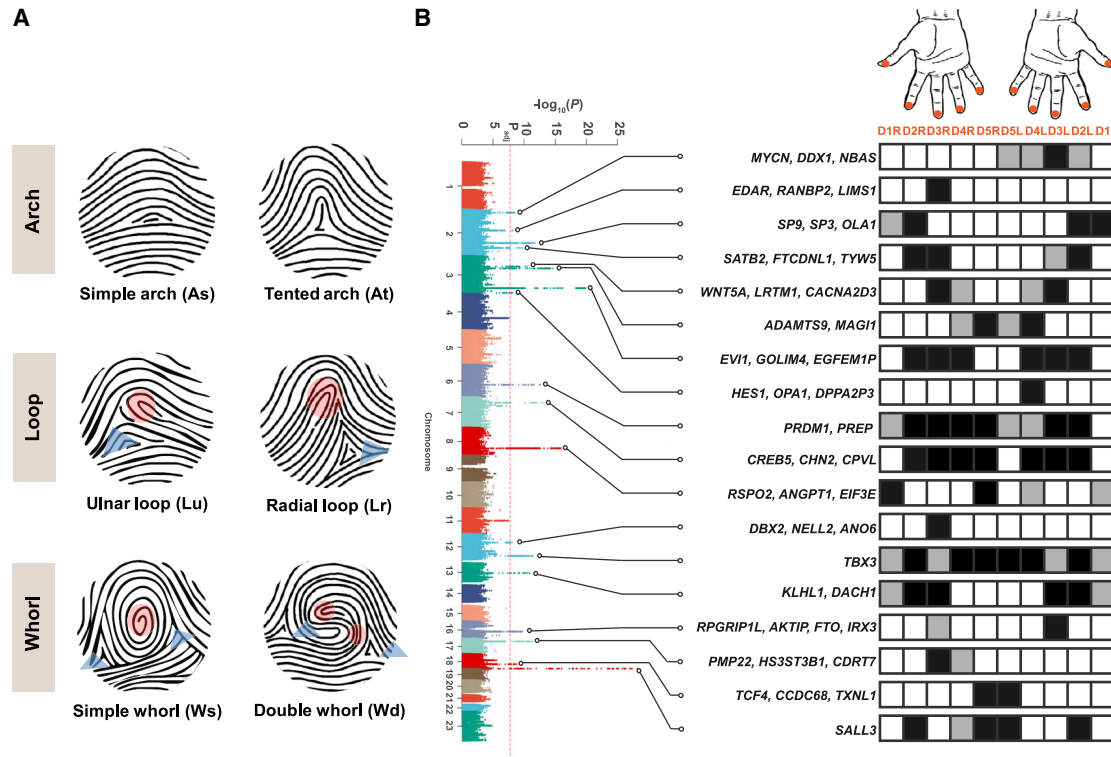 A
Arch
Simple arch (As)
Tented arch (At)
Loop
Ulnar loop (Lu)
Radial loop (Lr)
Whorl
Simple whorl (Ws)
Double whorl (Wd)
B
-log10(P)
0 5 10 15 20 25
Padj
Chromosome
1
2
3
4
5
6
7
8
9
10
11
12
13
14
15
16
17
18
19
20
21
22
23
D1R D2R D3R D4R D5R D5L D4L D3L D2L D1
MYCN, DDX1, NBAS
EDAR, RANBP2, LIMS1
SP9, SP3, OLA1
SATB2, FTCDNL1, TYW5
WNT5A, LRTM1, CACNA2D3
ADAMTS9, MAGI1
EVI1, GOLIM4, EGFEM1P
HES1, OPA1, DPPA2P3
PRDM1, PREP
CREB5, CHN2, CPVL
RSPO2, ANGPT1, EIF3E
DBX2, NELL2, ANO6
TBX3
KLHL1, DACH1
RPGRIP1L, AKTIP, FTO, IRX3
PMP22, HS3ST3B1, CDRT7
TCF4, CCDC68, TXNL1
SALL3